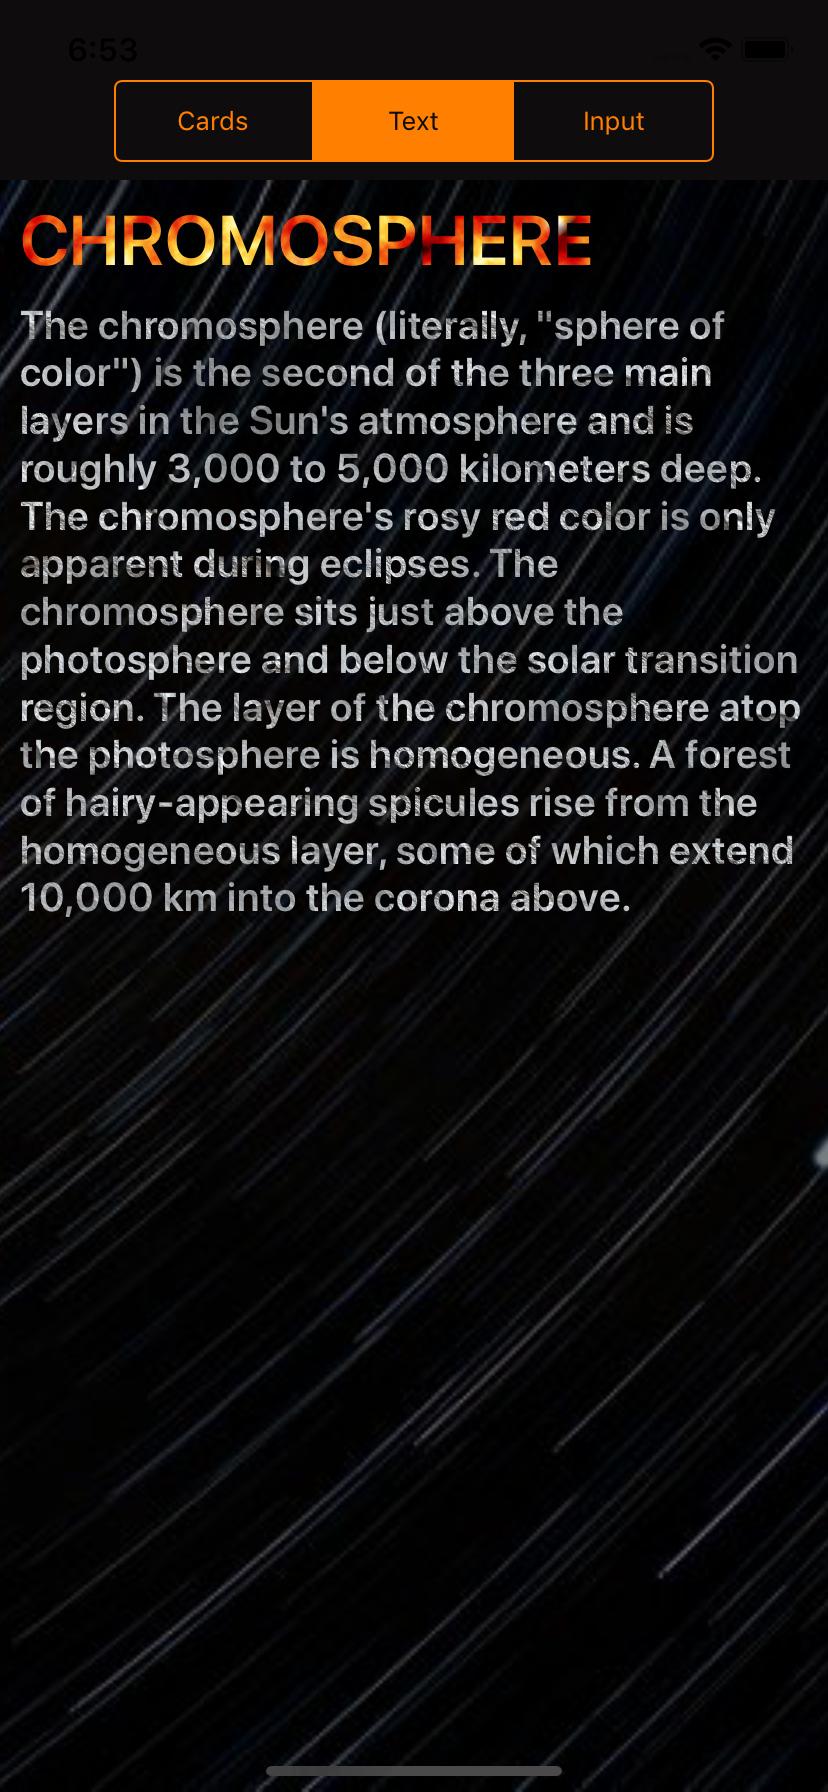 6:53
Cards Text Input
CHROMOSPHERE
The chromosphere (literally, "sphere of
color") is the second of the three main
layers in the Sun's atmosphere and is
roughly 3,000 to 5,000 kilometers deep.
The chromosphere's rosy red color is only
apparent during eclipses. The
chromosphere sits just above the
photosphere and below the solar transition
region. The layer of the chromosphere atop
the photosphere is homogeneous. A forest
of hairy-appearing spicules rise from the
homogeneous layer, some of which extend
10,000 km into the corona above.